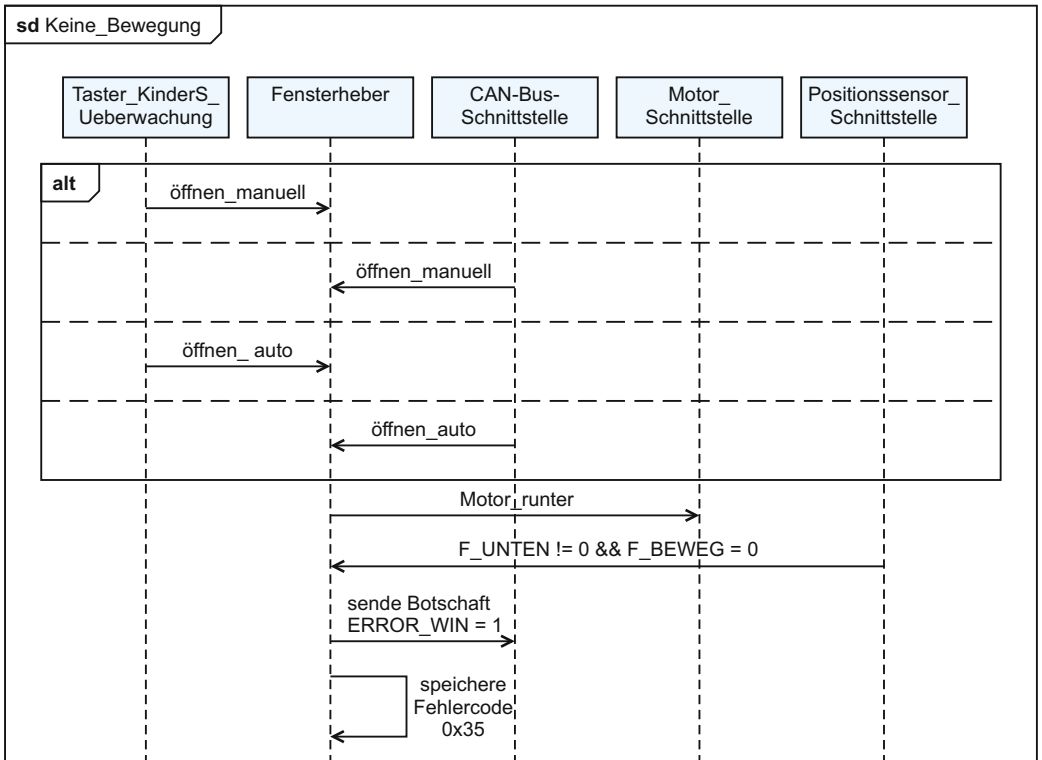 sd Keine_Bewegung
Taster_KinderS_
Ueberwachung
Fensterheber
CAN-Bus-
Schnittstelle
Motor_
Schnittstelle
Positionssensor_
Schnittstelle
alt
öffnen_manuell
öffnen_manuell
öffnen_ auto
öffnen_auto
Motor_runter
F_UNTEN != 0 && F_BEWEG = 0
sende Botschaft
ERROR_WIN = 1
speichere
Fehlercode
0x35